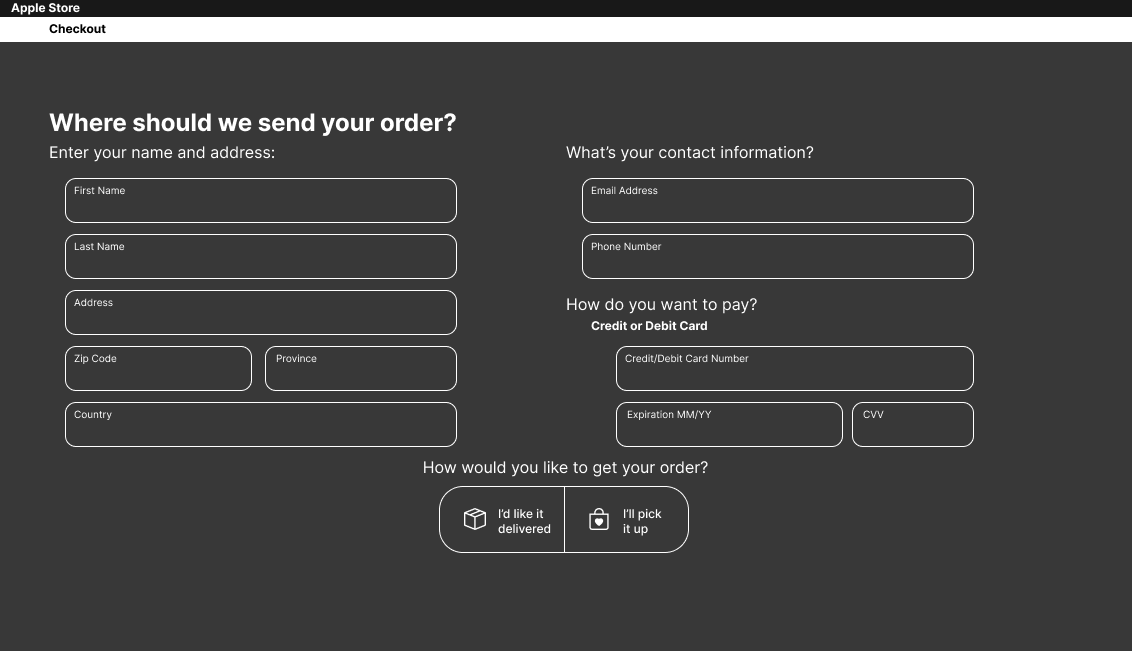 Apple Store
Checkout
Where should we send your order?
Enter your name and address:
First Name
Last Name
Address
Zip Code
Province
Country
What’s your contact information?
Email Address
Phone Number
How do you want to pay?
Credit or Debit Card
Credit/Debit Card Number
Expiration MM/YY
CVV
How would you like to get your order?
I’d like it
delivered
I’ll pick
it up